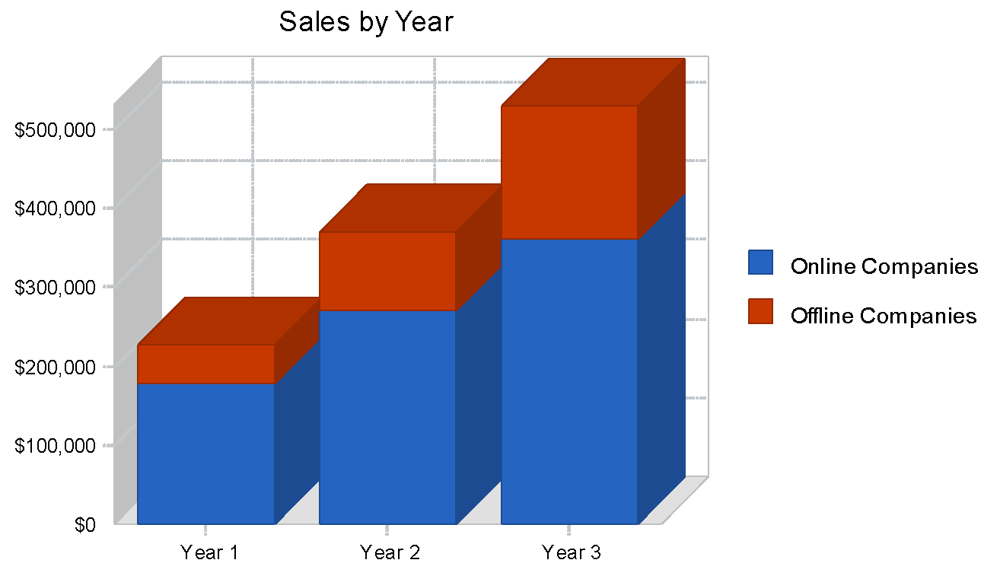 Sales by Year
$500,000
$400,000
$300,000
$200,000
$100,000
$0
Year 1
Year 2
Year 3
Online Companies
Offline Companies